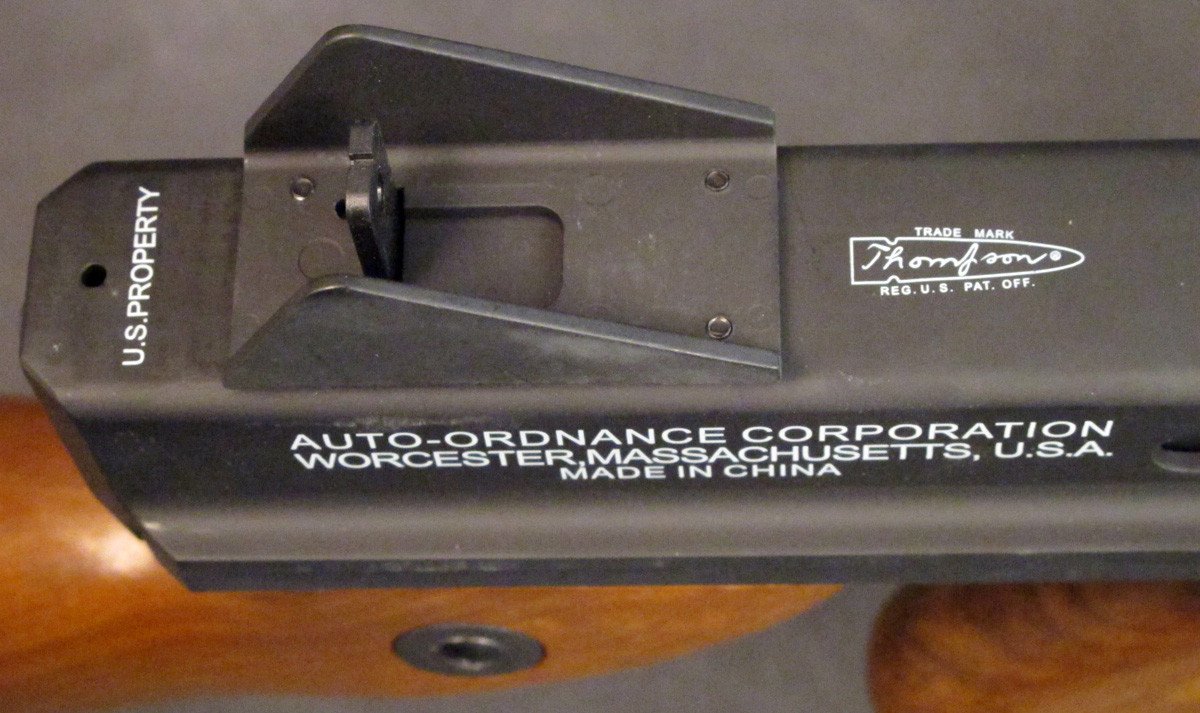 U.S.PROPERTY
TRADE MARK
Thompson ®
REG. U.S. PAT. OFF.
AUTO-ORDNANCE CORPORATION
WORCESTER,MASSACHUSETTS, U.S.A.
MADE IN CHINA